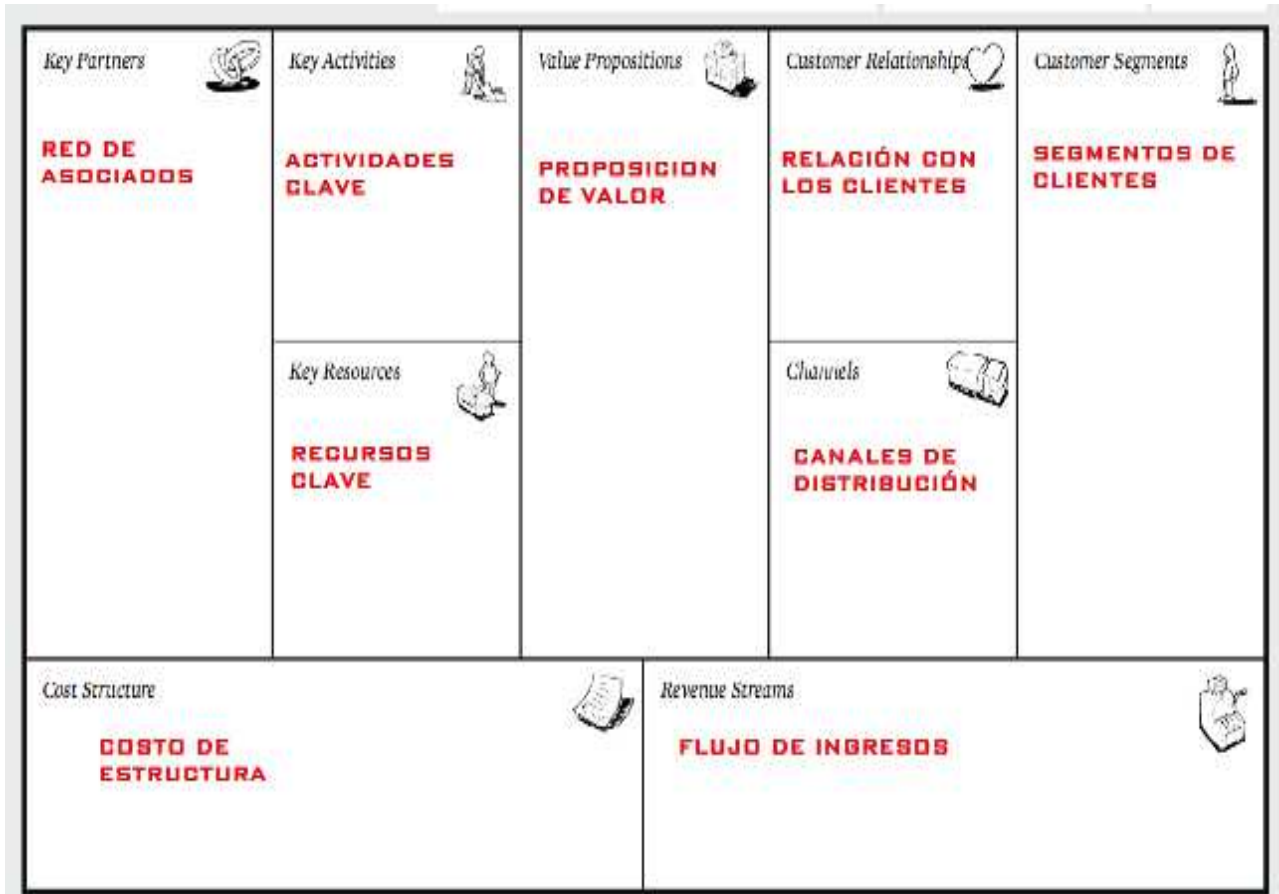 Key Partners
RED DE
ASOCIADOS
Key Activities
ACTIVIDADES
CLAVE
Key Resources
RECURSOS
CLAVE
Value Propositions
PROPOSICION
DE VALOR
Customer Relationships
RELACIÓN CON
LOS CLIENTES
Channels
CANALES DE
DISTRIBUCIÓN
Customer Segments
SEGMENTOS DE
CLIENTES
Cost Structure
COSTO DE
ESTRUCTURA
Revenue Streams
FLUJO DE INGRESOS